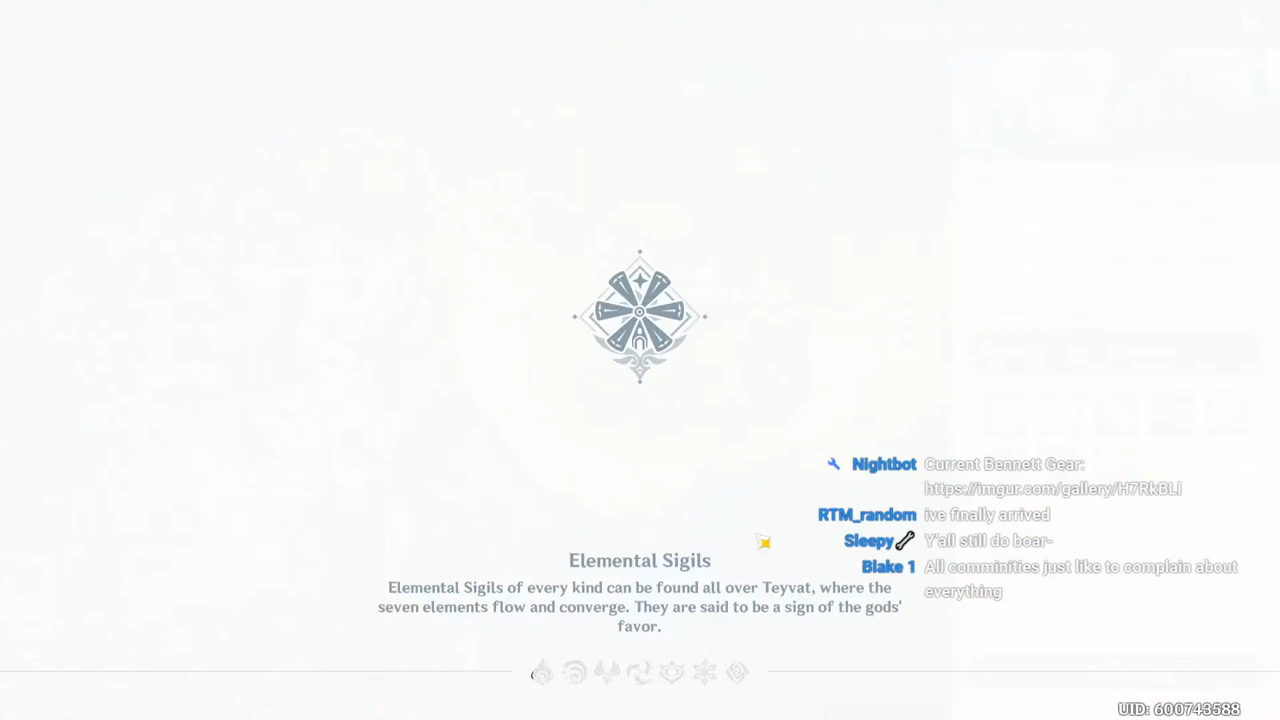 Nightbot Current Bennett Gear:
https://imgur.com/gallery/H7RkBLI
RTM_random ive finally arrived
Sleepy Y'all still do boar-
Blake 1 All comminities just like to complain about
everything
Elemental Sigils
Elemental Sigils of every kind can be found all over Teyvat, where the
seven elements flow and converge. They are said to be a sign of the gods'
favor.
UID: 600743588